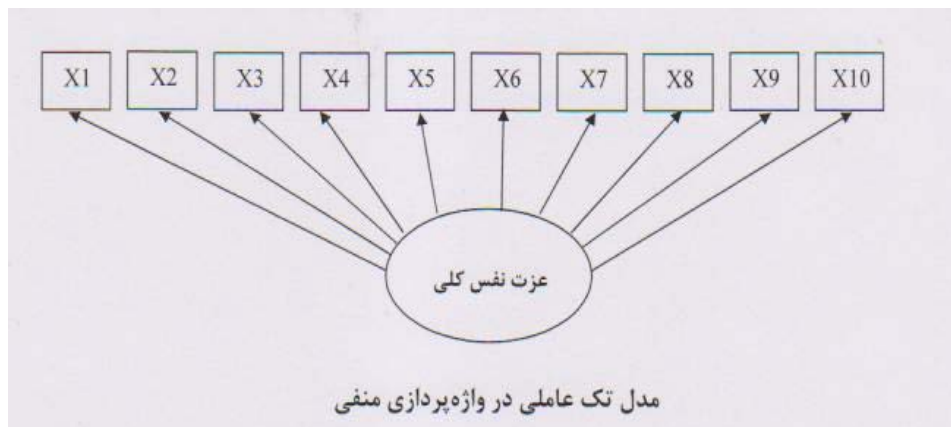 X1 X2 X3 X4 X5 X6 X7 X8 X9 X10
عزت نفس کلی
مدل تک عاملی در واژه‌پردازی منفی